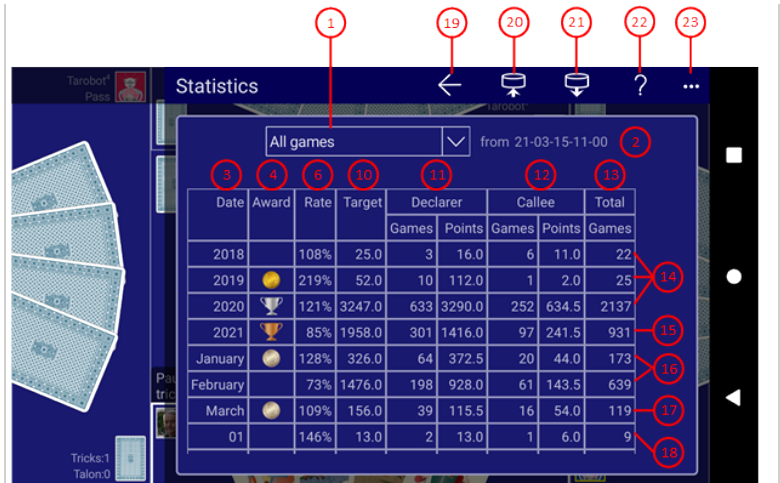 1 19 20 21 22 23
Tarobot⁴
Pass
Statistics ? ...
Tarobot⁴
All games from 21-03-15-11-00 2
3 4 6 10 11 12 13
Date Award Rate Target Declarer Callee Total
Games Points Games Points Games
2018 108% 25.0 3 16.0 6 11.0 22
2019 219% 52.0 10 112.0 1 2.0 25 14
2020 121% 3247.0 633 3290.0 252 634.5 2137
2021 85% 1958.0 301 1416.0 97 241.5 931 15
January 128% 326.0 64 372.5 20 44.0 173
16
Pau
February 73% 1476.0 198 928.0 61 143.5 639
tric
March 109% 156.0 39 115.5 16 54.0 119 17
01 146% 13.0 2 13.0 1 6.0 9 18
Tricks:1
Talon:0